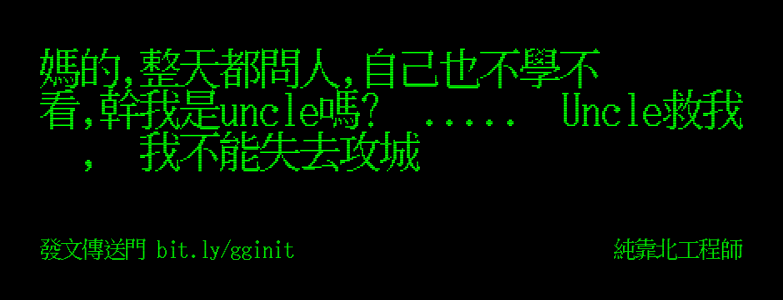 媽的,整天都問人,自己也不學不
看,幹我是uncle嗎?  .....  Uncle救我
, 我不能失去攻城
發文傳送門 bit.ly/gginit
純靠北工程師